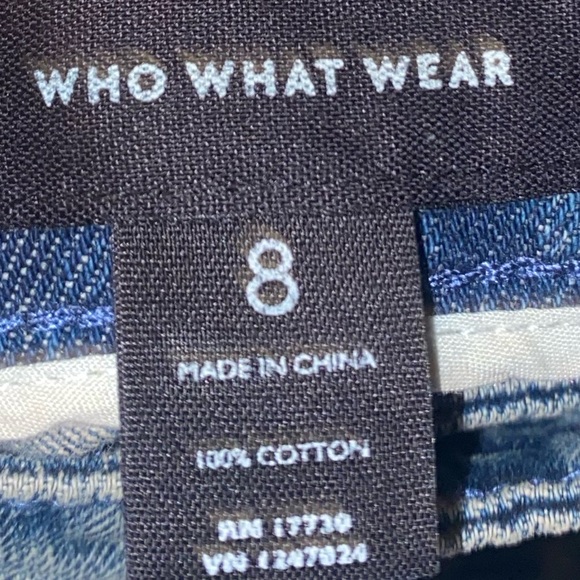 WHO WHAT WEAR
8
MADE IN CHINA
100% COTTON
RN 17730
VN 1247024